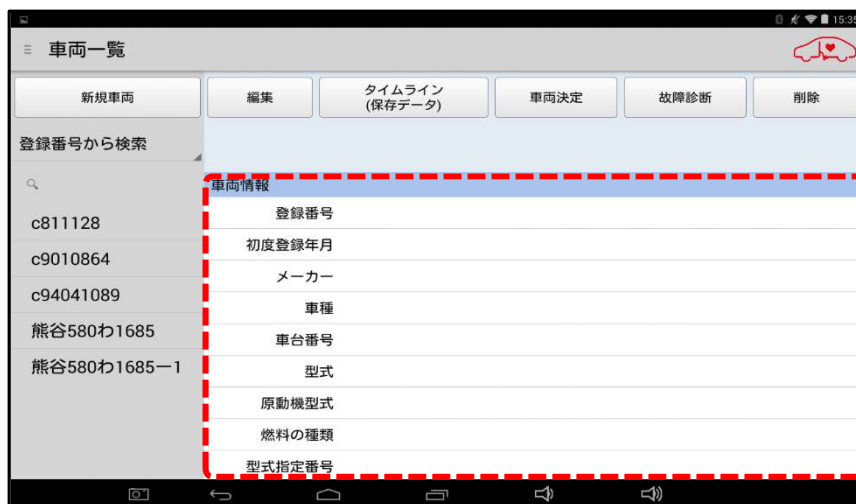 15:35
車両一覧
新規車両
編集
タイムライン
(保存データ)
車両決定
故障診断
削除
登録番号から検索
車両情報
c811128
c9010864
c94041089
熊谷580わ1685
熊谷580わ1685ー1
登録番号
初度登録年月
メーカー
車種
車台番号
型式
原動機型式
燃料の種類
型式指定番号